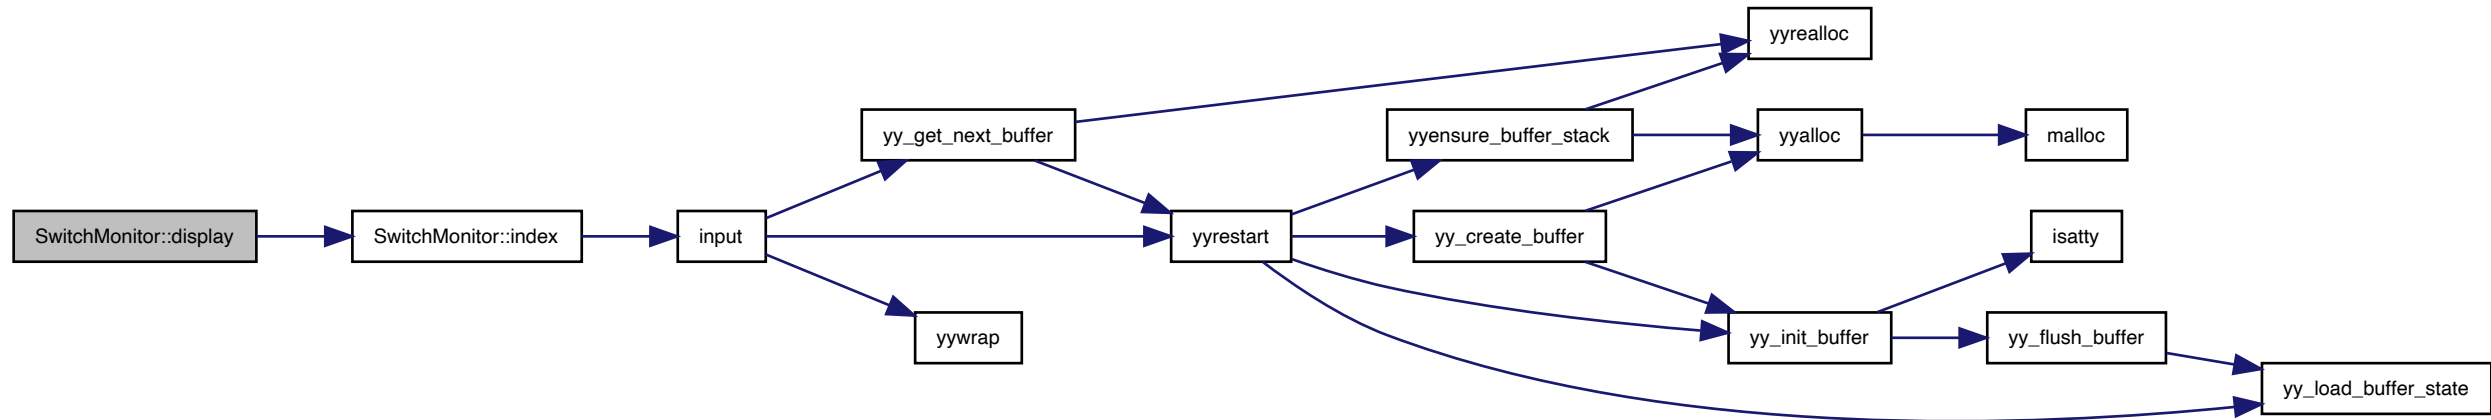 yyrealloc
yy_get_next_buffer
yyensure_buffer_stack
yyalloc
malloc
SwitchMonitor::display
SwitchMonitor::index
input
yyrestart
yy_create_buffer
isatty
yywrap
yy_init_buffer
yy_flush_buffer
yy_load_buffer_state